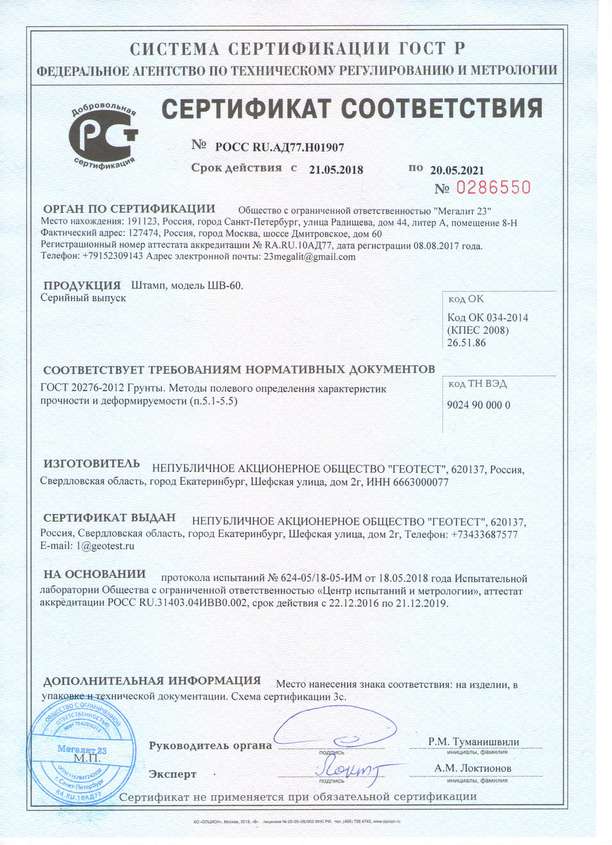 СИСТЕМА СЕРТИФИКАЦИИ ГОСТ Р
ФЕДЕРАЛЬНОЕ АГЕНТСТВО ПО ТЕХНИЧЕСКОМУ РЕГУЛИРОВАНИЮ И МЕТРОЛОГИИ
Добровольная
РСТ
сертификация
СЕРТИФИКАТ СООТВЕТСТВИЯ
№ РОСС RU.АД77.Н01907
Срок действия с 21.05.2018 по 20.05.2021
№ 0286550
ОРГАН ПО СЕРТИФИКАЦИИ Общество с ограниченной ответственностью "Мегалит 23"
Место нахождения: 191123, Россия, город Санкт-Петербург, улица Радищева, дом 44, литер А, помещение 8-Н
Фактический адрес: 127474, Россия, город Москва, шоссе Дмитровское, дом 60
Регистрационный номер аттестата аккредитации № RA.RU.10АД77, дата регистрации 08.08.2017 года.
Телефон: +79152309143 Адрес электронной почты: 23megalit@gmail.com
ПРОДУКЦИЯ Штамп, модель ШВ-60.
Серийный выпуск
код ОК
Код ОК 034-2014
(КПЕС 2008)
26.51.86
СООТВЕТСТВУЕТ ТРЕБОВАНИЯМ НОРМАТИВНЫХ ДОКУМЕНТОВ
ГОСТ 20276-2012 Грунты. Методы полевого определения характеристик
прочности и деформируемости (п.5.1-5.5)
код ТН ВЭД
9024 90 000 0
ИЗГОТОВИТЕЛЬ НЕПУБЛИЧНОЕ АКЦИОНЕРНОЕ ОБЩЕСТВО "ГЕОТЕСТ", 620137, Россия,
Свердловская область, город Екатеринбург, Шефская улица, дом 2г, ИНН 6663000077
СЕРТИФИКАТ ВЫДАН НЕПУБЛИЧНОЕ АКЦИОНЕРНОЕ ОБЩЕСТВО "ГЕОТЕСТ", 620137,
Россия, Свердловская область, город Екатеринбург, Шефская улица, дом 2г, Телефон: +73433687577
E-mail: 1@geotest.ru
НА ОСНОВАНИИ протокола испытаний № 624-05/18-05-ИМ от 18.05.2018 года Испытательной
лаборатории Общества с ограниченной ответственностью «Центр испытаний и метрологии», аттестат
аккредитации РОСС RU.31403.04ИВВ0.002, срок действия с 22.12.2016 по 21.12.2019.
ДОПОЛНИТЕЛЬНАЯ ИНФОРМАЦИЯ Место нанесения знака соответствия: на изделии, в
упаковке и технической документации. Схема сертификации 3с.
Мегалит 23
М.П.
Руководитель органа
подпись
Р.М. Туманишвили
инициалы, фамилия
Эксперт
подпись
А.М. Локтионов
инициалы, фамилия
Сертификат не применяется при обязательной сертификации